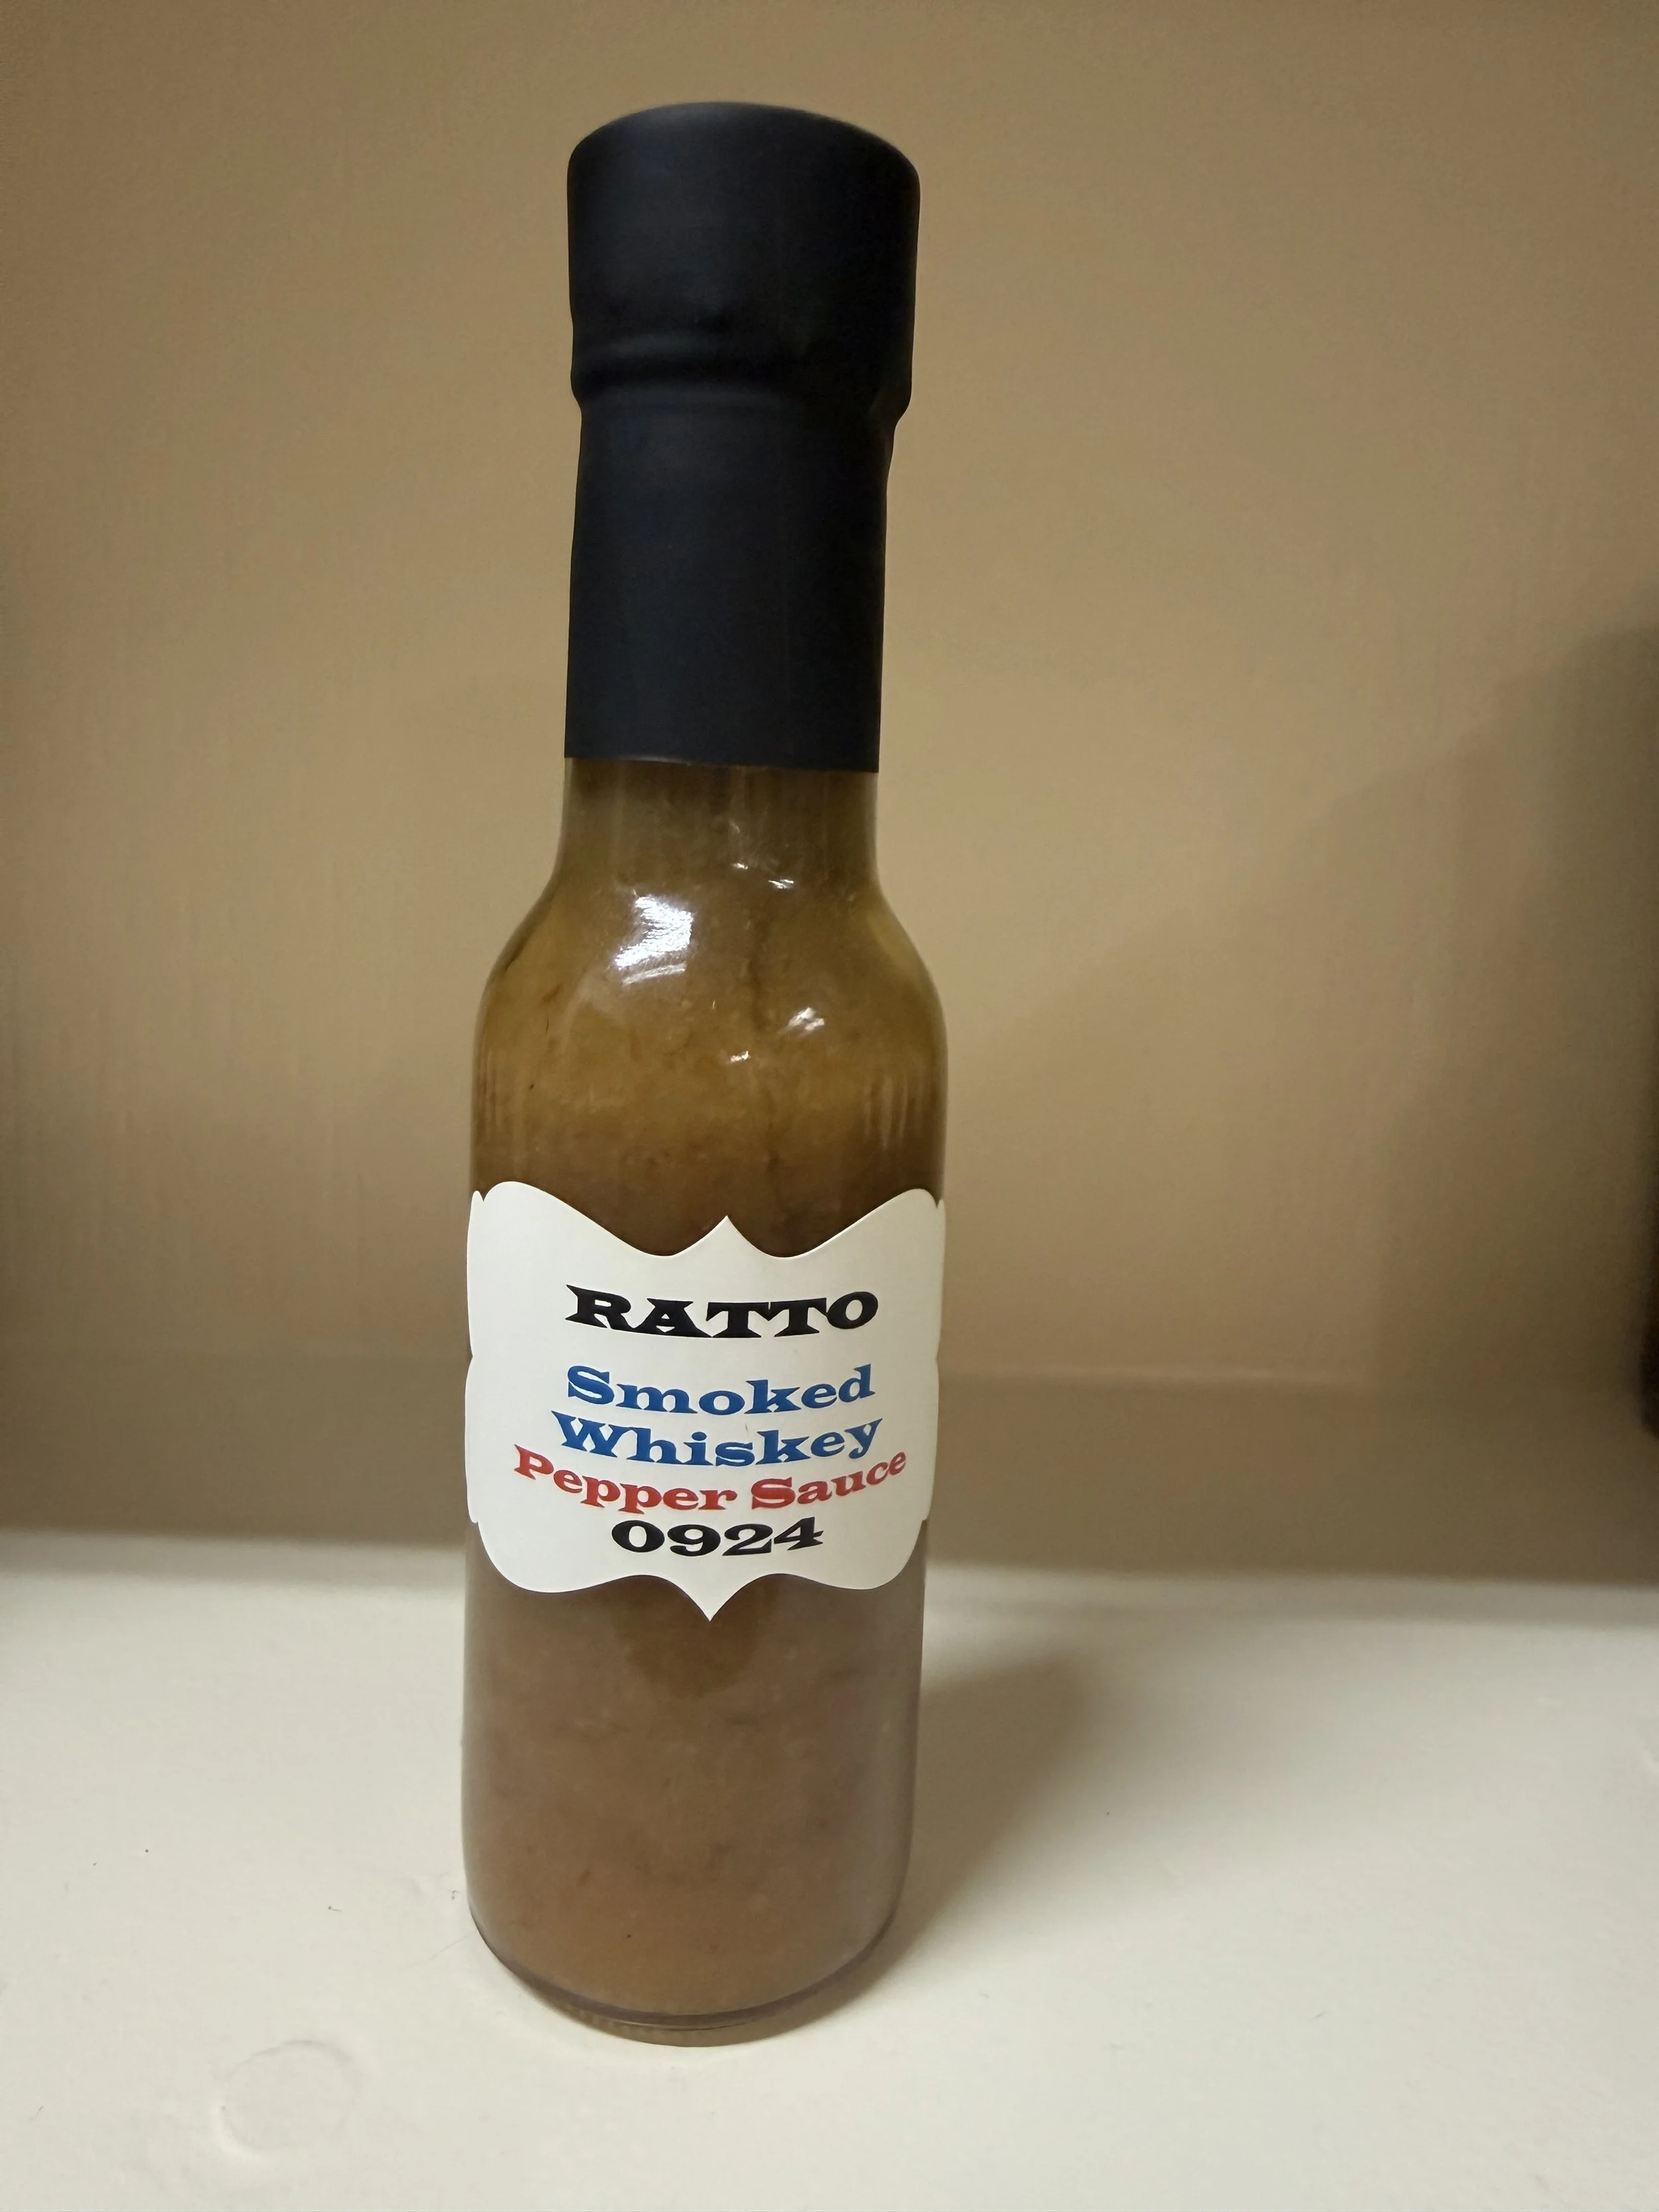 RATTO
Smoked
Whiskey
Pepper Sauce
0924